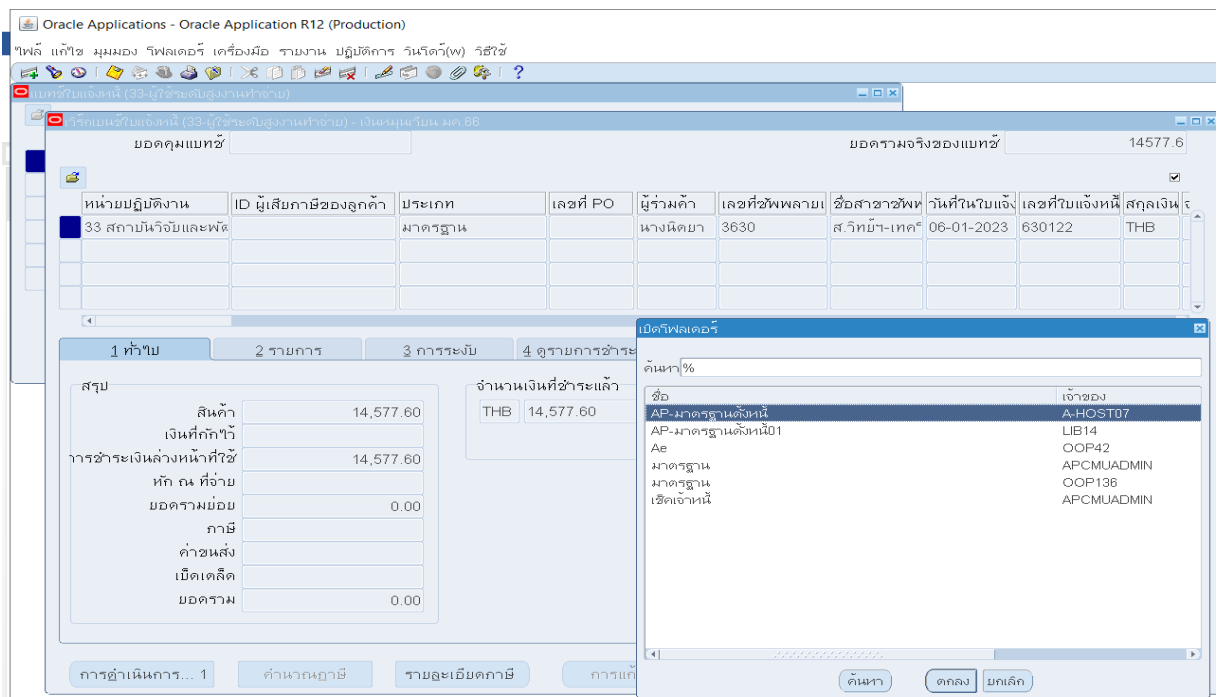 Oracle Applications - Oracle Application R12 (Production)
ไฟล์ แก้ไข มุมมอง โฟลเดอร์ เครื่องมือ รายงาน ปฏิบัติการ วินโดว์(W) วิธีใช้
แบทช์ใบแจ้งหนี้ (33-ผู้ใช้ระดับสูงงานทำจ่าย)
เวิร์กเบนช์ใบแจ้งหนี้ (33-ผู้ใช้ระดับสูงงานทำจ่าย) - เงินหมุนเวียน มค.66
ยอดคุมแบทช์ ยอดรวมจริงของแบทช์ 14577.6
หน่วยปฏิบัติงาน ID ผู้เสียภาษีของลูกค้า ประเภท เลขที่ PO ผู้ร่วมค้า เลขที่ซัพพลายเ ชื่อสาขาซัพพ วันที่ในใบแจ้ง เลขที่ใบแจ้งหนี้ สกุลเงิน จ
33 สถาบันวิจัยและพัฒ มาตรฐาน นางนิตยา 3630 ส.วิทย์ฯ-เทค 06-01-2023 630122 THB
1 ทั่วไป 2 รายการ 3 การระงับ 4 ดูรายการชำระ
สรุป จำนวนเงินที่ชำระแล้ว
สินค้า 14,577.60 THB 14,577.60
เงินที่กักไว้
การชำระเงินล่วงหน้าที่ใช้ 14,577.60
หัก ณ ที่จ่าย
ยอดรวมย่อย 0.00
ภาษี
ค่าขนส่ง
เบ็ดเตล็ด
ยอดรวม 0.00
การดำเนินการ... 1 คำนวณภาษี รายละเอียดภาษี การแก้
เปิดโฟลเดอร์
ค้นหา %
ชื่อ เจ้าของ
AP-มาตรฐานตั้งหนี้ A-HOST07
AP-มาตรฐานตั้งหนี้01 LIB14
Ae OOP42
มาตรฐาน APCMUADMIN
มาตรฐาน OOP136
เช็คเจ้าหนี้ APCMUADMIN
ค้นหา ตกลง ยกเลิก